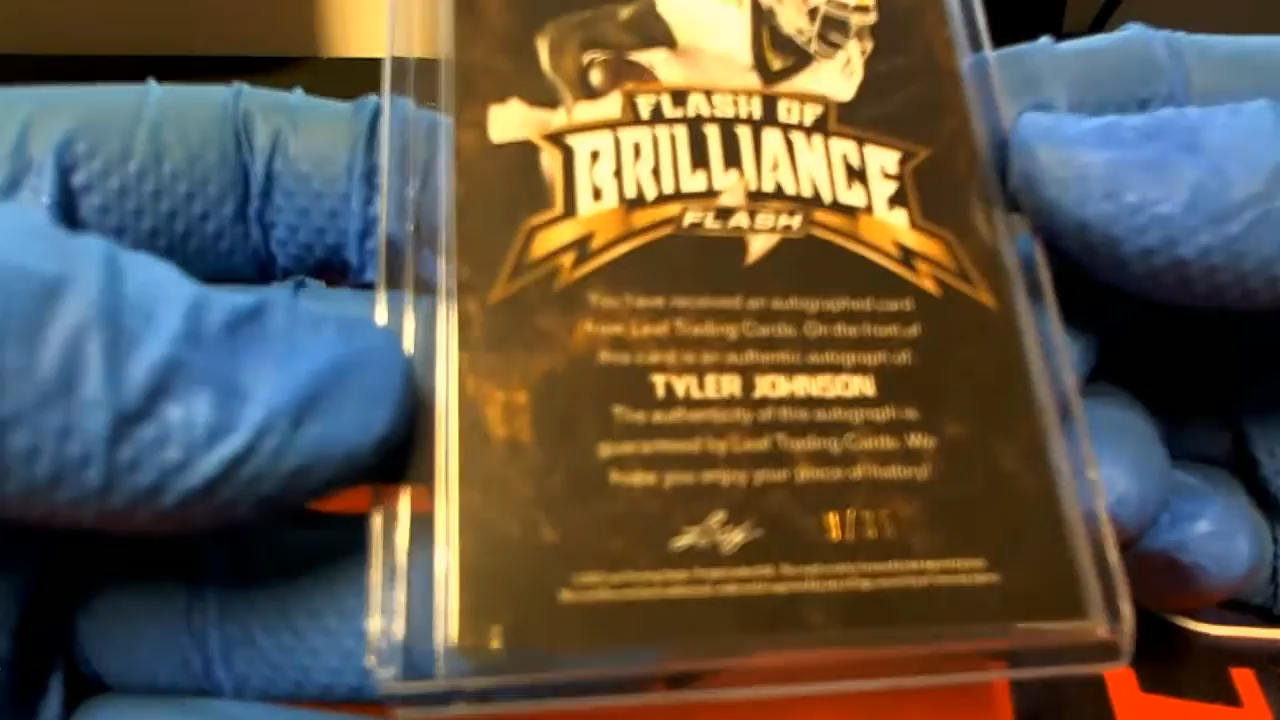 FLASH OF
BRILLIANCE
FLASH
You have received an autographed card
from Leaf Trading Cards. On the front of
this card is an authentic autograph of:
TYLER JOHNSON
The authenticity of this autograph is
guaranteed by Leaf Trading Cards. We
hope you enjoy your piece of history!
Leaf